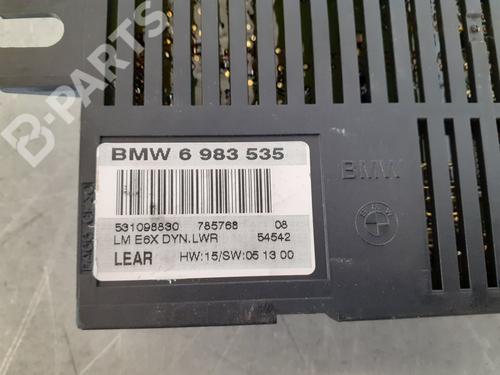 B-PARTS
BMW 6 983 535
531098830 785768 08
LM E6X DYN.LWR 54542
LEAR HW:15/SW:05 13 00
BMW